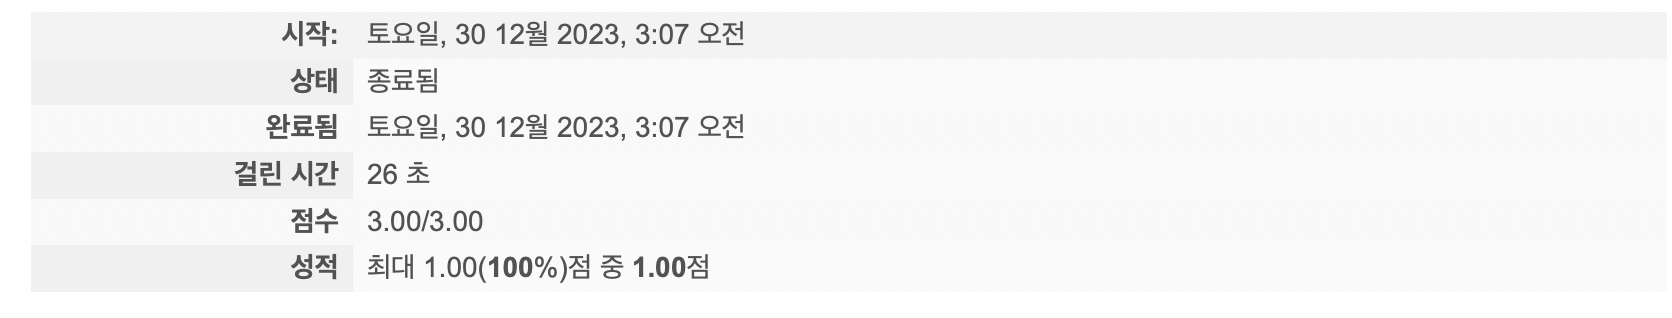 시작: 토요일, 30 12월 2023, 3:07 오전
상태 종료됨
완료됨 토요일, 30 12월 2023, 3:07 오전
걸린 시간 26 초
점수 3.00/3.00
성적 최대 1.00(100%)점 중 1.00점